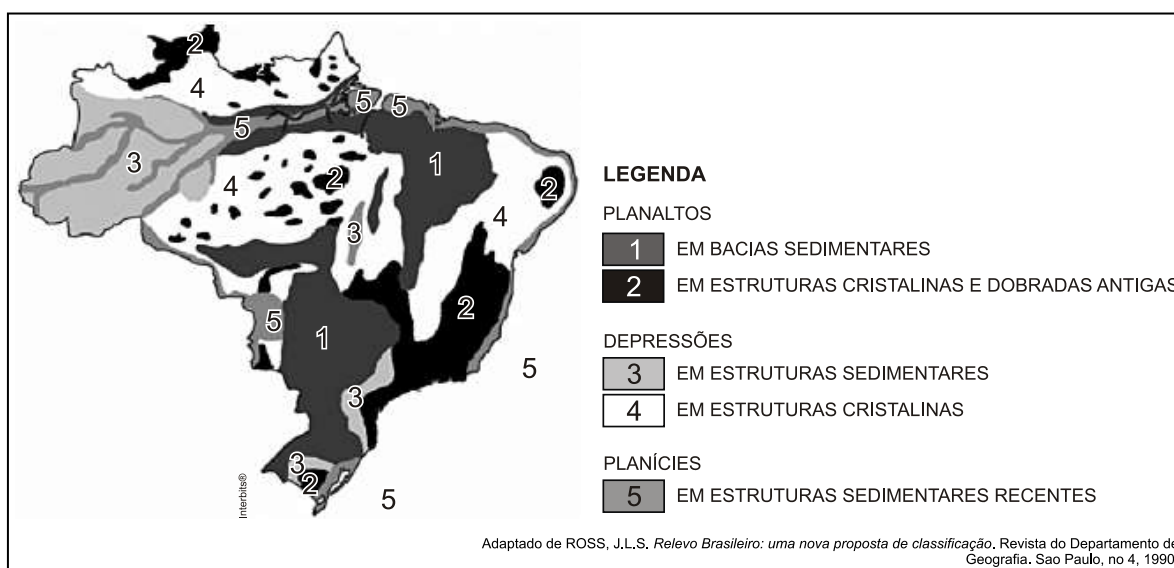 2
4
5
5
3
1
4
2
2
4
3
5
2
1
5
3
3
2
5
Interbits®
LEGENDA
PLANALTOS
1 EM BACIAS SEDIMENTARES
2 EM ESTRUTURAS CRISTALINAS E DOBRADAS ANTIGAS
DEPRESSÕES
3 EM ESTRUTURAS SEDIMENTARES
4 EM ESTRUTURAS CRISTALINAS
PLANÍCIES
5 EM ESTRUTURAS SEDIMENTARES RECENTES
Adaptado de ROSS, J.L.S. Relevo Brasileiro: uma nova proposta de classificação. Revista do Departamento de
Geografia. Sao Paulo, no 4, 1990